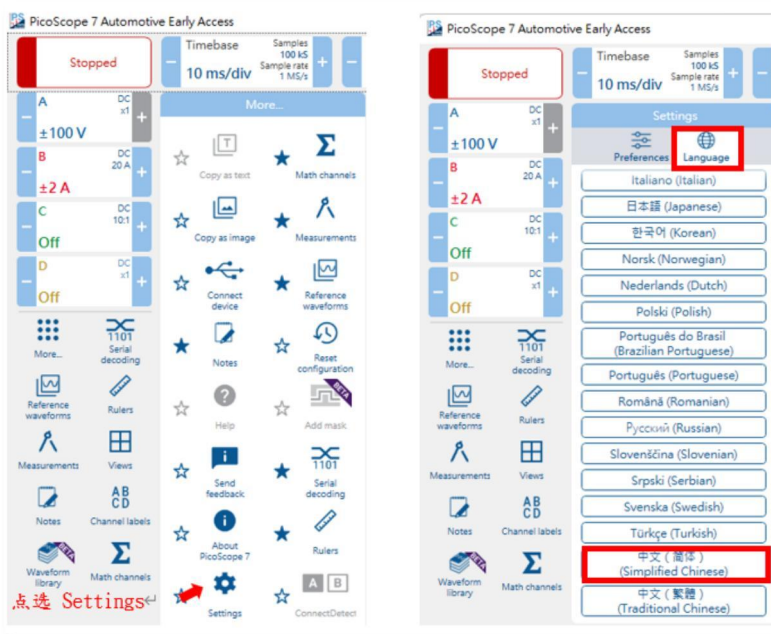 PicoScope 7 Automotive Early Access
Stopped
Timebase
10 ms/div
Samples
100 kS
Sample rate
1 MS/s
A
DC
x1
±100 V
B
DC
20 A
±2 A
C
DC
10:1
Off
D
DC
x1
Off
More...
1101
Serial
decoding
Reference
waveforms
Rulers
Measurements
Views
Notes
A B
C D
Channel labels
BETA
Waveform
library
Math channels
点选 Settings↵
More...
T
Copy as text
Math channels
Copy as image
Measurements
Connect
device
Reference
waveforms
Notes
Reset
configuration
?
Help
BETA
Add mask
Send
feedback
1101
Serial
decoding
About
PicoScope 7
Rulers
Settings
A B
ConnectDetect
PicoScope 7 Automotive Early Access
Stopped
Timebase
10 ms/div
Samples
100 kS
Sample rate
1 MS/s
A
DC
x1
±100 V
B
DC
20 A
±2 A
C
DC
10:1
Off
D
DC
x1
Off
More...
1101
Serial
decoding
Reference
waveforms
Rulers
Measurements
Views
Notes
A B
C D
Channel labels
BETA
Waveform
library
Math channels
Settings
Preferences
Language
Italiano (Italian)
日本語 (Japanese)
한국어 (Korean)
Norsk (Norwegian)
Nederlands (Dutch)
Polski (Polish)
Português do Brasil
(Brazilian Portuguese)
Português (Portuguese)
Română (Romanian)
Русский (Russian)
Slovenščina (Slovenian)
Srpski (Serbian)
Svenska (Swedish)
Türkçe (Turkish)
中文（简体）
(Simplified Chinese)
中文（繁體）
(Traditional Chinese)